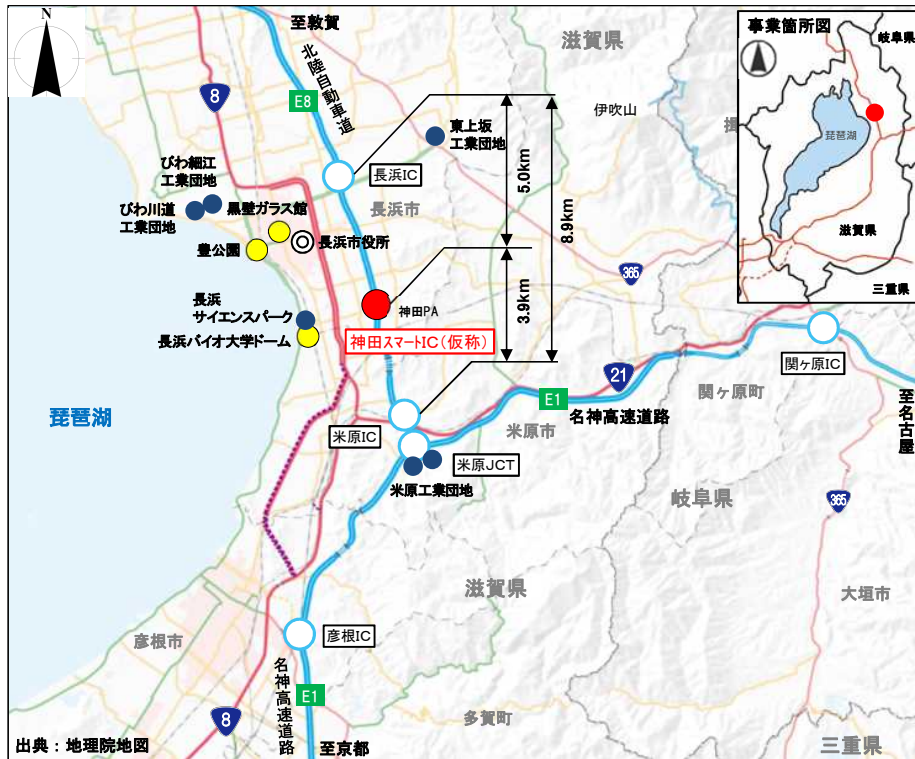 N
至敦賀
北陸自動車道
滋賀県
事業箇所図
岐阜県
琵琶湖
滋賀県
三重県
8
E8
伊吹山
揖
東上坂
工業団地
長浜IC
5.0km
8.9km
びわ細江
工業団地
びわ川道
工業団地
黒壁ガラス館
長浜市
長浜市役所
豊公園
365
3.9km
神田PA
長浜
サイエンスパーク
長浜バイオ大学ドーム
神田スマートIC(仮称)
関ヶ原IC
21
関ヶ原町
E1
名神高速道路
至名古屋
琵琶湖
米原IC
米原市
米原JCT
米原工業団地
岐阜県
365
滋賀県
大垣市
彦根市
彦根IC
名神高速道路
E1
8
多賀町
出典：地理院地図
至京都
三重県